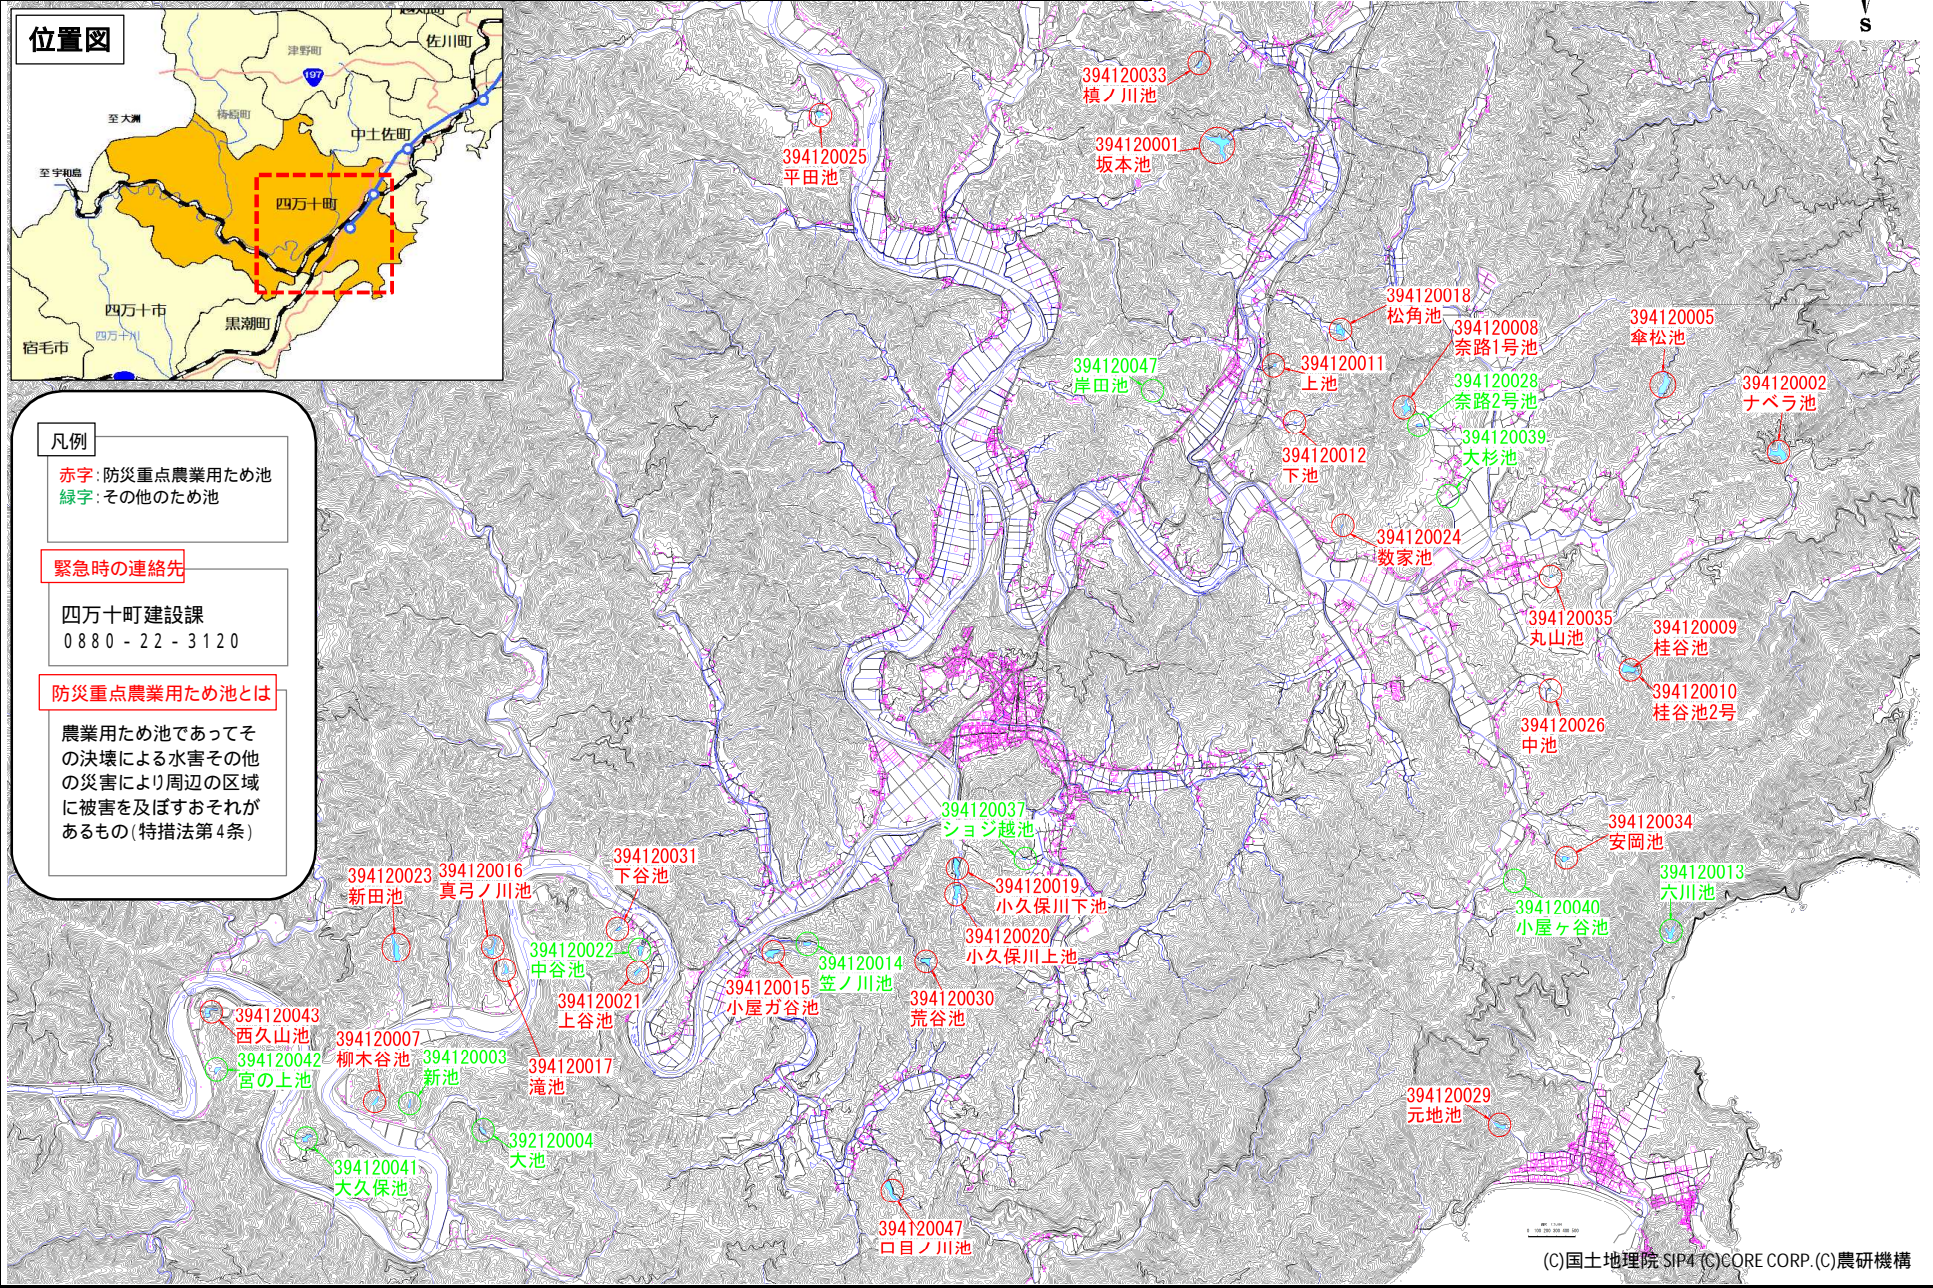 位置図
佐川町
津野町
197
梼原町
中土佐町
至 大洲
至 宇和島
四万十町
四万十市
四万十川
黒潮町
宿毛市
凡例
赤字:防災重点農業用ため池
緑字:その他のため池
緊急時の連絡先
四万十町建設課
0880-22-3120
防災重点農業用ため池とは
農業用ため池であってそ
の決壊による水害その他
の災害により周辺の区域
に被害を及ぼすおそれが
あるもの(特措法第4条)
S
394120033
槙ノ川池
394120025
平田池
394120001
坂本池
394120018
松角池
394120008
奈路1号池
394120005
傘松池
394120047
岸田池
394120011
上池
394120028
奈路2号池
394120002
ナベラ池
394120012
下池
394120039
大杉池
394120024
数家池
394120035
丸山池
394120009
桂谷池
394120010
桂谷池2号
394120026
中池
394120037
ショジ越池
394120034
安岡池
394120031
下谷池
394120023
新田池
394120016
真弓ノ川池
394120019
小久保川下池
394120013
六川池
394120040
小屋ヶ谷池
394120020
小久保川上池
394120022
中谷池
394120014
笠ノ川池
394120015
小屋ガ谷池
394120021
上谷池
394120030
荒谷池
394120043
西久山池
394120007
柳木谷池
394120042
宮の上池
394120003
新池
394120017
滝池
394120029
元地池
392120004
大池
394120041
大久保池
394120047
口目ノ川池
0 100 200 300 400 500
(C)国土地理院 SIP4 (C)CORE CORP.(C)農研機構